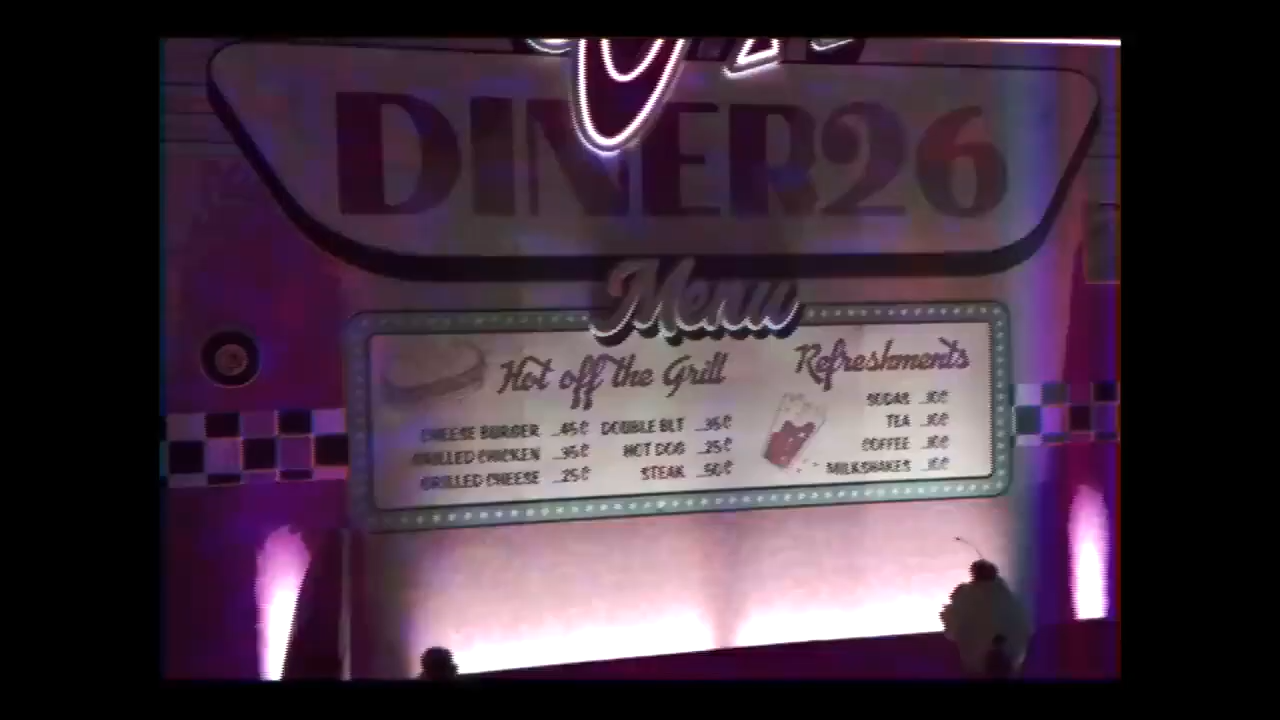 DINER26
Menu
Hot off the Grill
CHEESE BURGER ...45¢ DOUBLE BLT ...35¢
GRILLED CHICKEN ...35¢ HOT DOG ...25¢
GRILLED CHEESE ...25¢ STEAK ...50¢
Refreshments
SODAS ...10¢
TEA ...10¢
COFFEE ...10¢
MILKSHAKES ...10¢